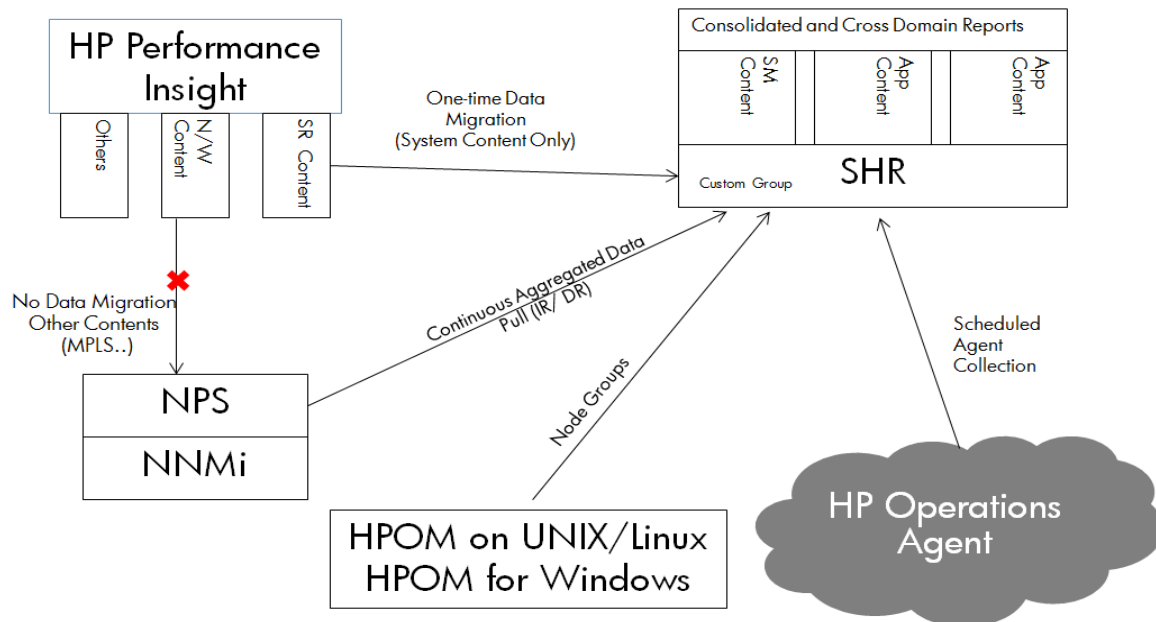 HP Performance
Insight
Others
N/W
Content
SR Content
One-time Data
Migration
(System Content Only)
Consolidated and Cross Domain Reports
SM
Content
App
Content
App
Content
SHR
Custom Group
No Data Migration
Other Contents
(MPLS..)
Continuous Aggregated Data
Pull (IR/ DR)
Node Groups
Scheduled
Agent
Collection
NPS
NNMi
HPOM on UNIX/Linux
HPOM for Windows
HP Operations
Agent